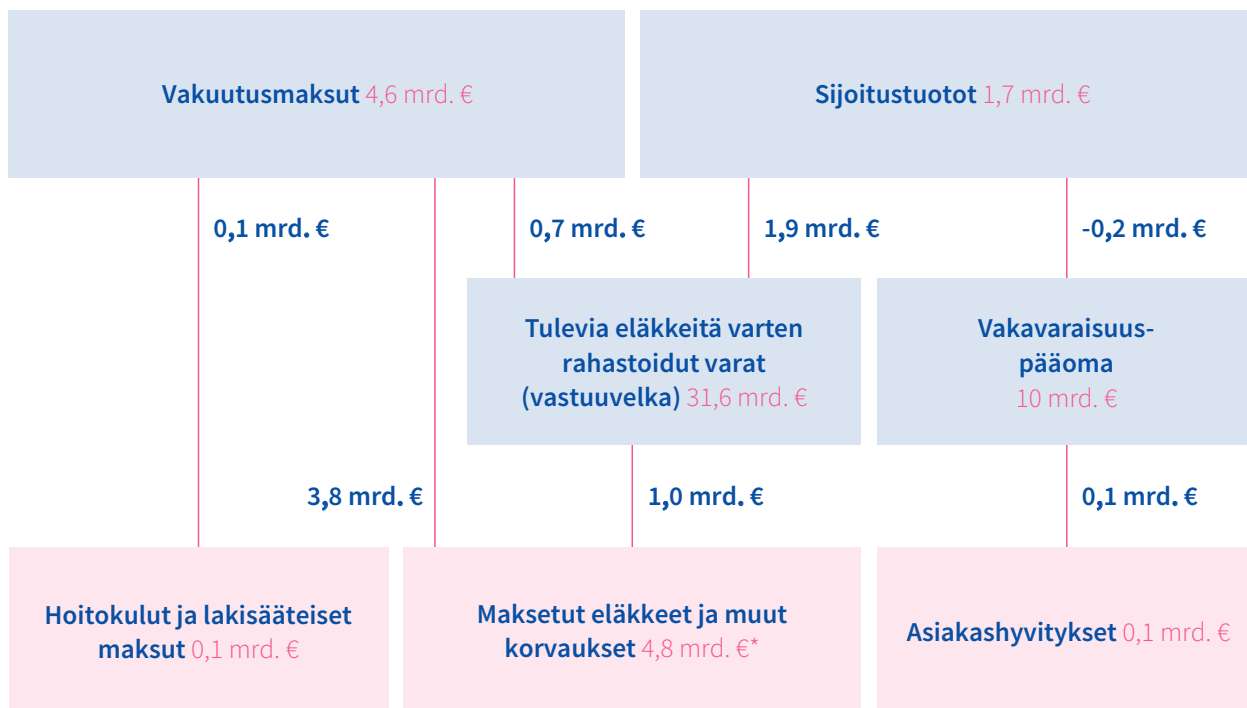 Vakuutusmaksut 4,6 mrd. €
Sijoitustuotot 1,7 mrd. €
0,1 mrd. €
0,7 mrd. €
1,9 mrd. €
-0,2 mrd. €
Tulevia eläkkeitä varten
rahastoidut varat
(vastuuvelka) 31,6 mrd. €
Vakavaraisuus-
pääoma
10 mrd. €
3,8 mrd. €
1,0 mrd. €
0,1 mrd. €
Hoitokulut ja lakisääteiset
maksut 0,1 mrd. €
Maksetut eläkkeet ja muut
korvaukset 4,8 mrd. €*
Asiakashyvitykset 0,1 mrd. €